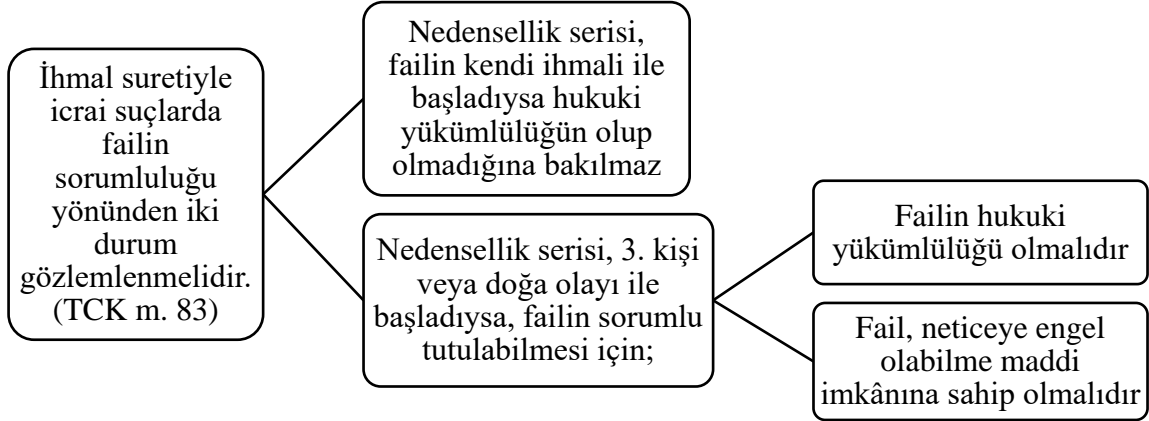 İhmal suretiyle
icrai suçlarda
failin
sorumluluğu
yönünden iki
durum
gözlemlenmelidir.
(TCK m. 83)
Nedensellik serisi,
failin kendi ihmali ile
başladıysa hukuki
yükümlülüğün olup
olmadığına bakılmaz
Nedensellik serisi, 3. kişi
veya doğa olayı ile
başladıysa, failin sorumlu
tutulabilmesi için;
Failin hukuki
yükümlülüğü olmalıdır
Fail, neticeye engel
olabilme maddi
imkânına sahip olmalıdır